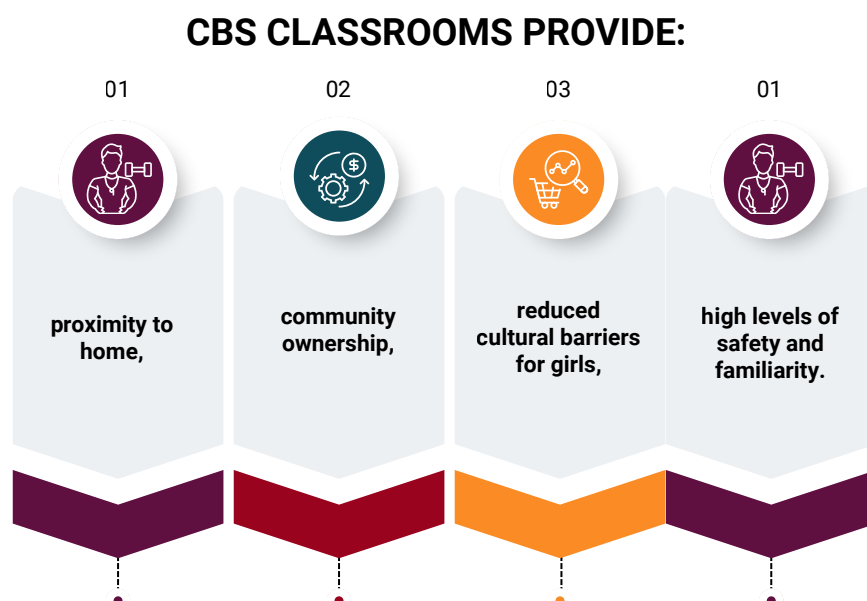 CBS CLASSROOMS PROVIDE:
01
02
03
01
$
proximity to
home,
community
ownership,
reduced
cultural barriers
for girls,
high levels of
safety and
familiarity.